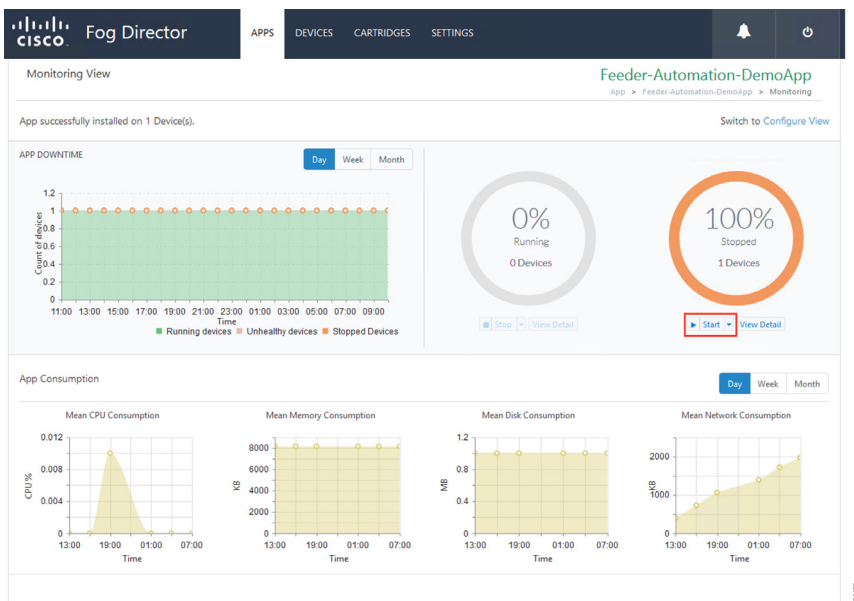 CISCO
Fog Director
APPS
DEVICES
CARTRIDGES
SETTINGS
Monitoring View
Feeder-Automation-DemoApp
App > Feeder-Automation-DemoApp > Monitoring
App successfully installed on 1 Device(s).
Switch to Configure View
APP DOWNTIME
Day
Week
Month
Count of devices
1.2
1
0.8
0.6
0.4
0.2
0
11:00 13:00 15:00 17:00 19:00 21:00 23:00 01:00 03:00 05:00 07:00 09:00
Time
Running devices
Unhealthy devices
Stopped Devices
0%
Running
0 Devices
Stop
View Detail
100%
Stopped
1 Devices
Start
View Detail
App Consumption
Day
Week
Month
Mean CPU Consumption
CPU %
0.012
0.008
0.004
0
13:00 19:00 01:00 07:00
Time
Mean Memory Consumption
KB
8000
6000
4000
2000
0
13:00 19:00 01:00 07:00
Time
Mean Disk Consumption
MB
1.2
0.8
0.4
0
13:00 19:00 01:00 07:00
Time
Mean Network Consumption
KB
2000
1000
0
13:00 19:00 01:00 07:00
Time